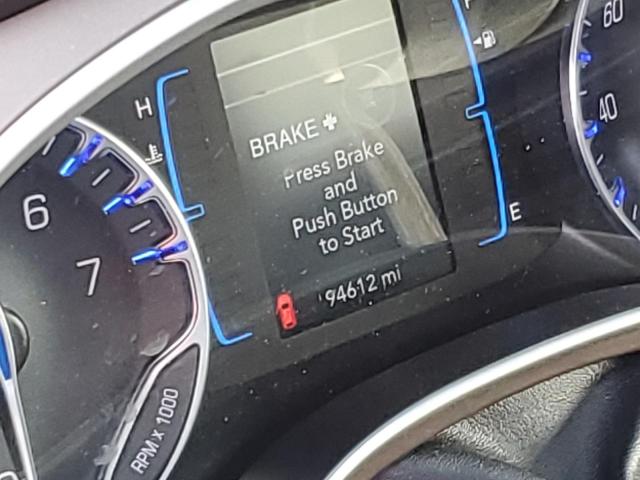 H
6
7
RPM x 1000
BRAKE
Press Brake
and
Push Button
to Start
94612 mi
E
60
40